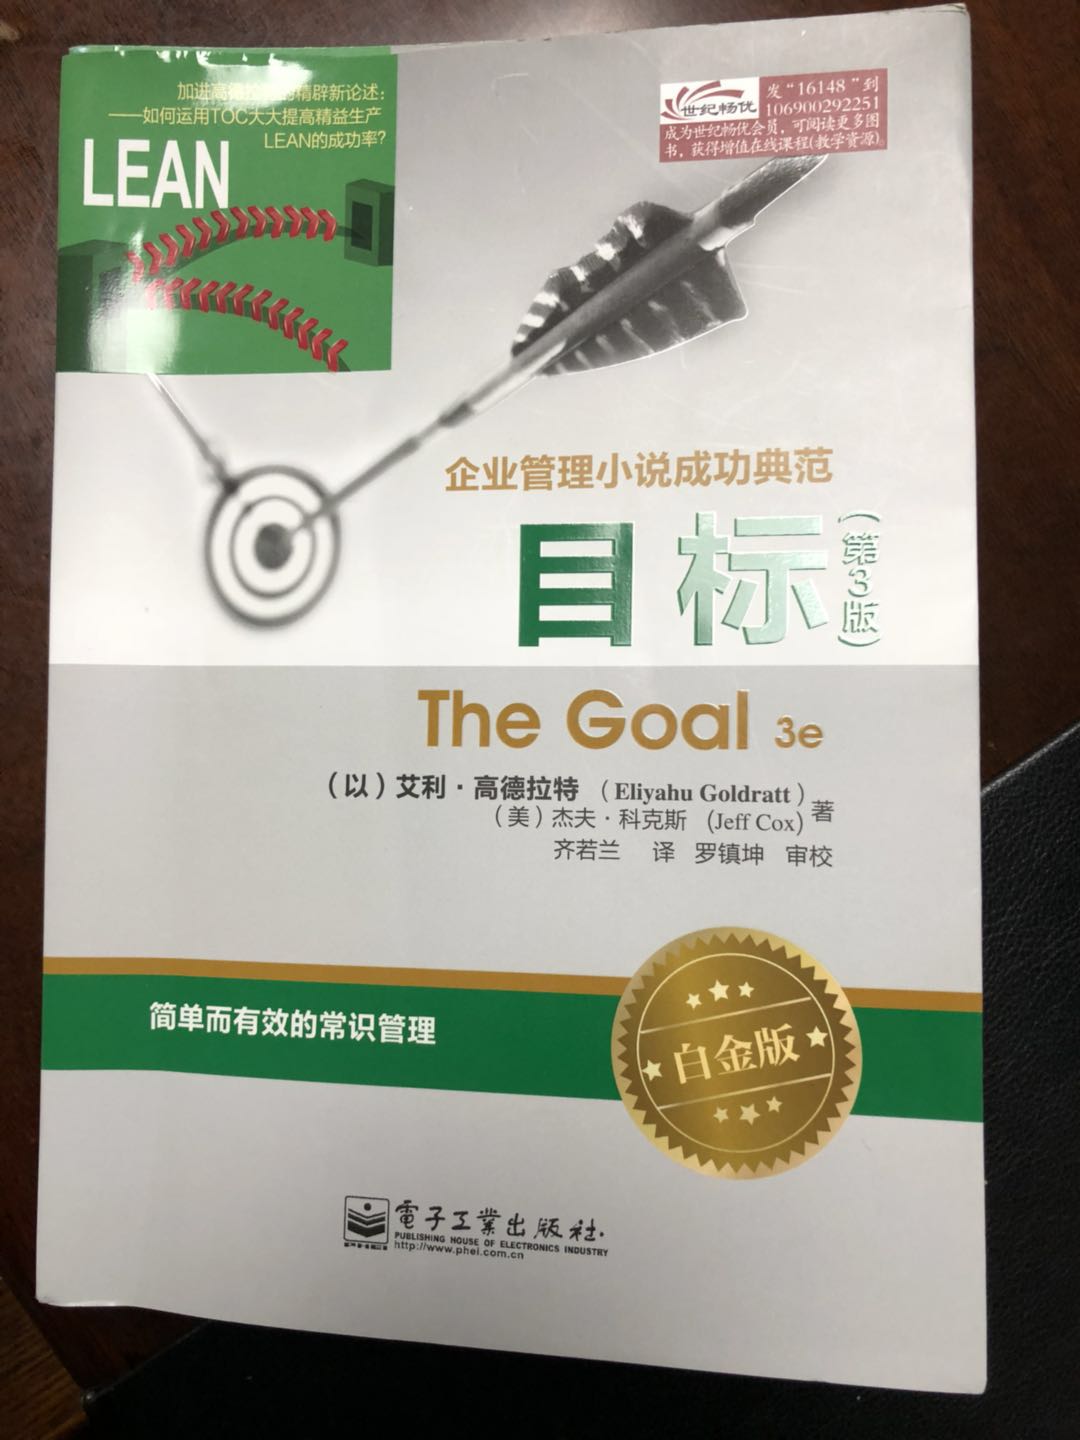 加进高德拉特的精辟新论述：
——如何运用TOC大大提高精益生产
LEAN的成功率？
LEAN
世纪畅优
发“16148”到
106900292251
成为世纪畅优会员，可阅读更多图
书，获得增值在线课程(教学资源)。
企业管理小说成功典范
目标
（第3版）
The Goal 3e
（以）艾利·高德拉特 （Eliyahu Goldratt）
（美）杰夫·科克斯 (Jeff Cox) 著
齐若兰 译 罗镇坤 审校
简单而有效的常识管理
白金版
電子工業出版社·
PUBLISHING HOUSE OF ELECTRONICS INDUSTRY
http://www.phei.com.cn